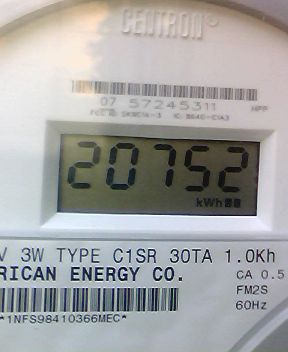 CENTRON®
07 57245311 HPP
20752
kWh
V 3W TYPE C1SR 30TA 1.0Kh
RICAN ENERGY CO. CA 0.5
FM2S
60Hz
*1NFS98410366MEC*